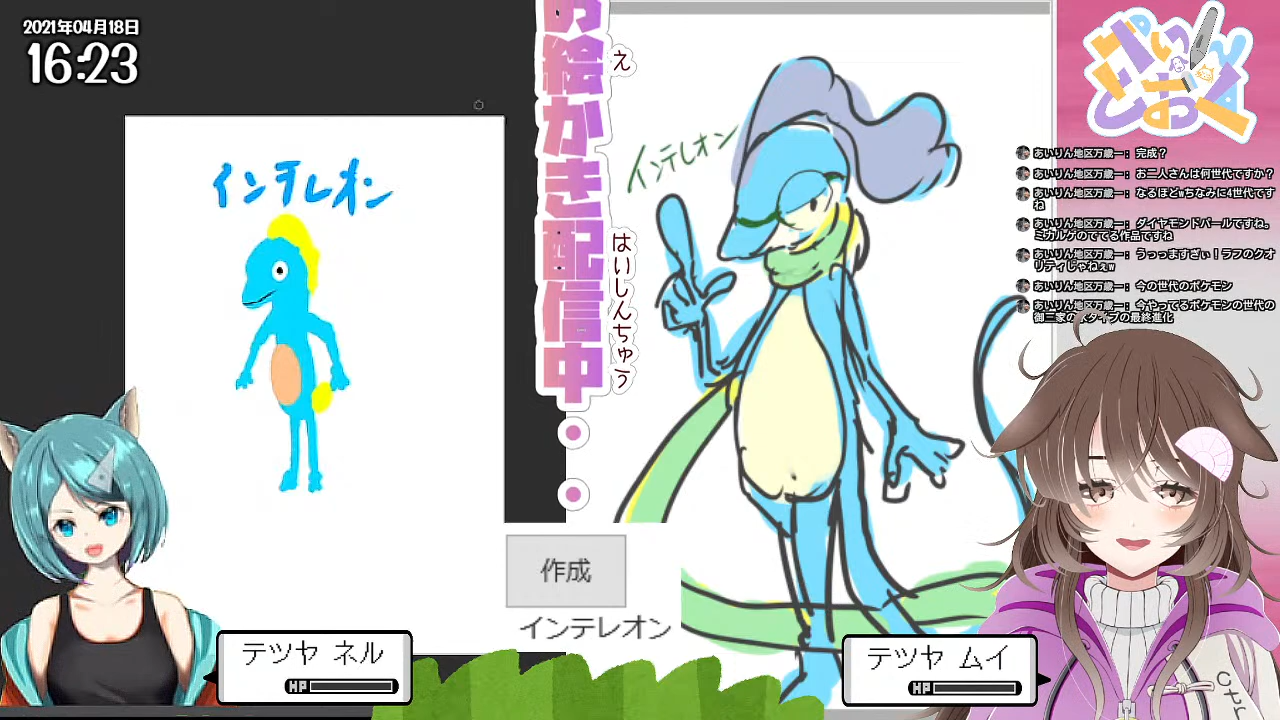 2021年04月18日
16:23
インテレオン
お絵かき配信中
え
はいしんちゅう
インテレオン
あいりん地区万歳一：完成？
あいりん地区万歳一：お二人さんは何世代ですか？
あいりん地区万歳一：なるほどぃちなみに4世代ですね
あいりん地区万歳一：ダイヤモンドパールですね。ミカルゲのでてる作品ですね
あいりん地区万歳一：うっっますぎぃ！ラフのクオリティじゃねぇw
あいりん地区万歳一：今の世代のポケモン
あいりん地区万歳一：今やってるポケモンの世代の御三家の水タイプの最終進化
作成
インテレオン
テツヤ ネル
HP
テツヤ ムイ
HP